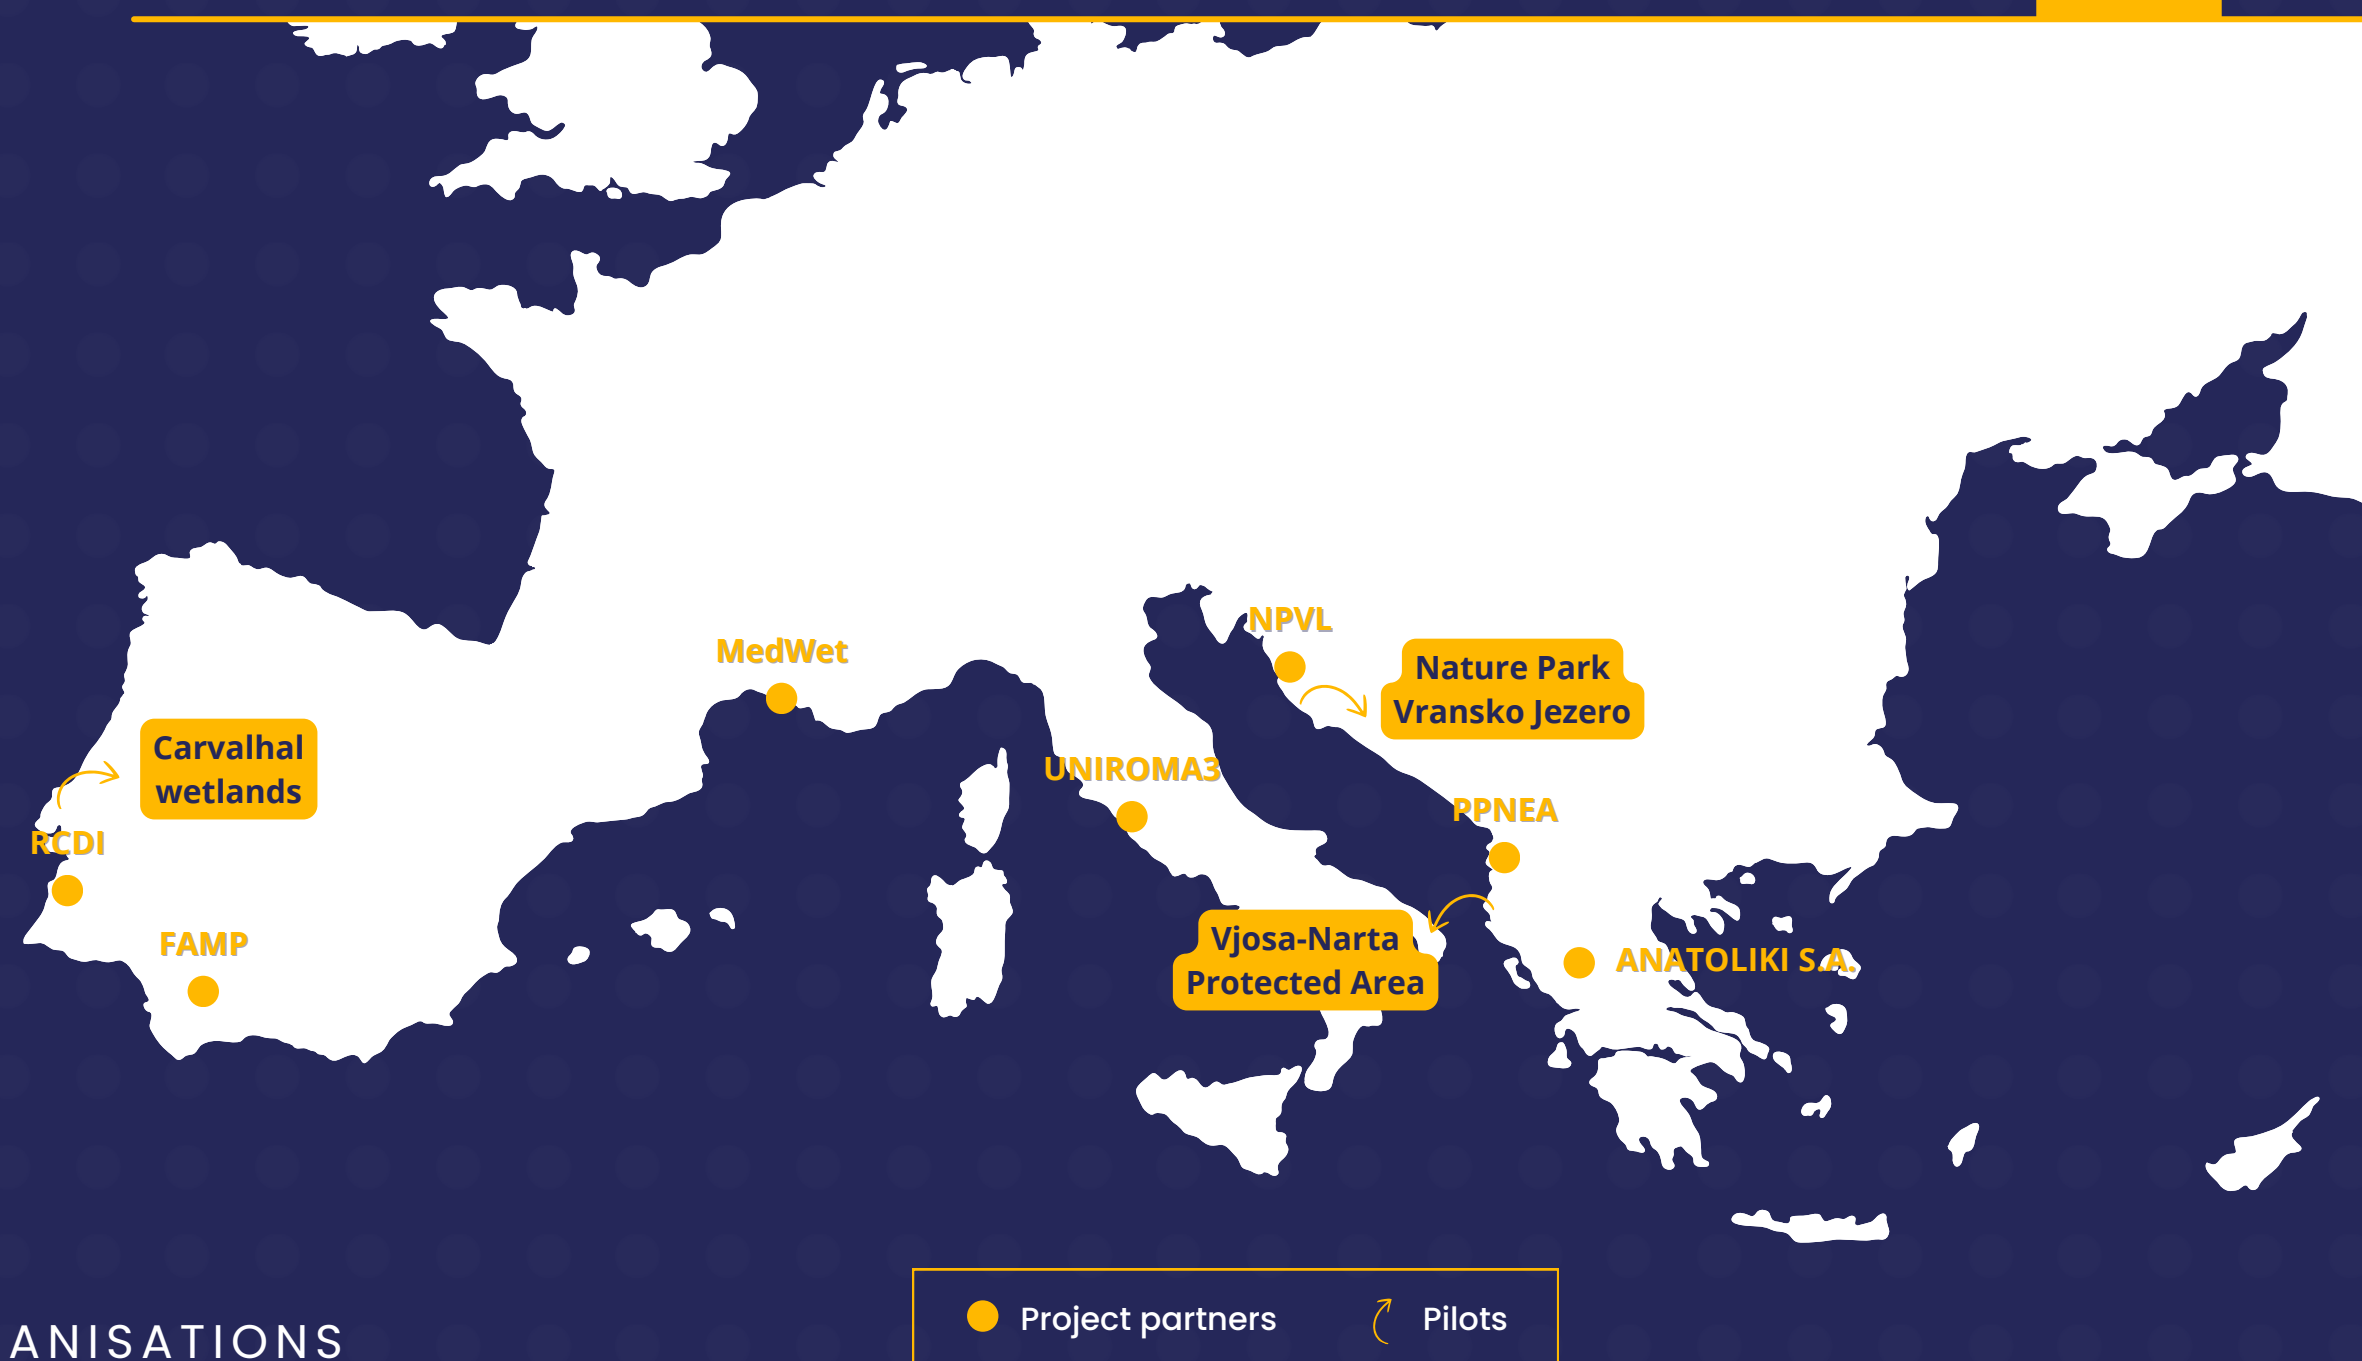 NPVL
MedWet
Nature Park
Vransko Jezero
Carvalhal
wetlands
UNIROMA3
PPNEA
RCDI
FAMP
Vjosa-Narta
Protected Area
ANATOLIKI S.A.
Project partners
Pilots
ANISATIONS